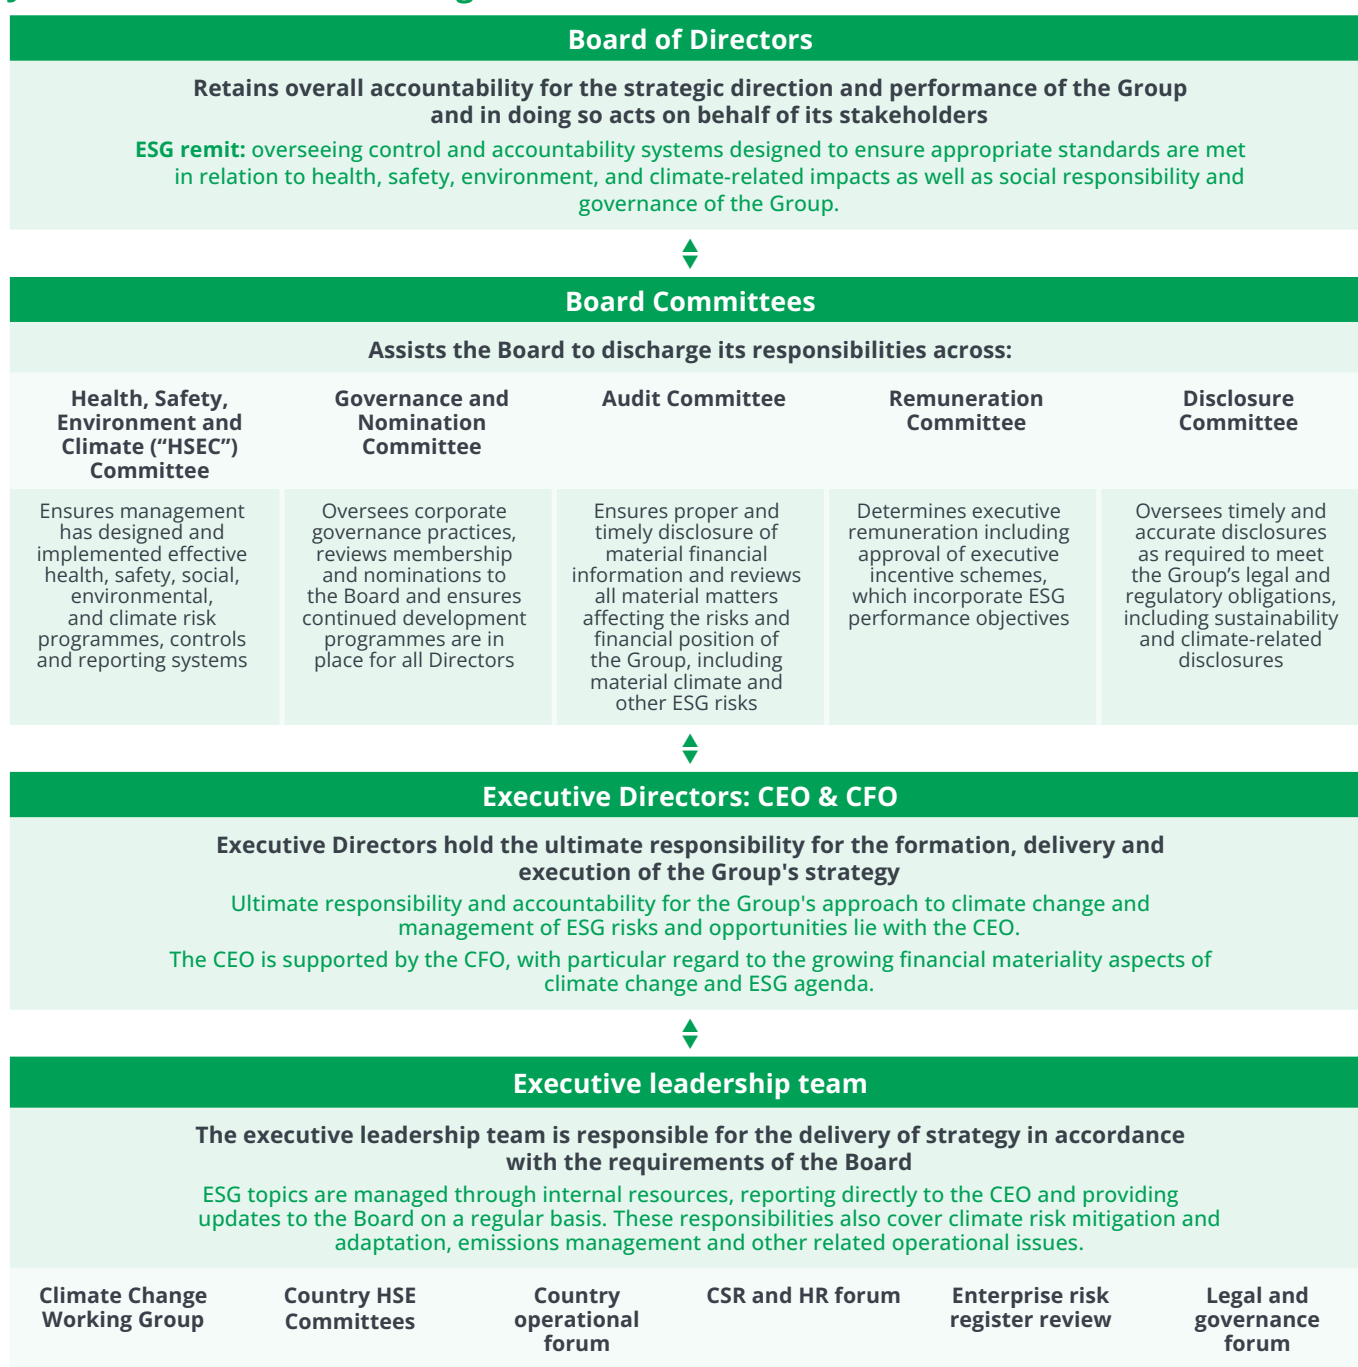 Board of Directors
Retains overall accountability for the strategic direction and performance of the Group
and in doing so acts on behalf of its stakeholders
ESG remit: overseeing control and accountability systems designed to ensure appropriate standards are met
in relation to health, safety, environment, and climate-related impacts as well as social responsibility and
governance of the Group.
Board Committees
Assists the Board to discharge its responsibilities across:
Health, Safety,
Environment and
Climate (“HSEC”)
Committee
Ensures management
has designed and
implemented effective
health, safety, social,
environmental,
and climate risk
programmes, controls
and reporting systems
Governance and
Nomination
Committee
Oversees corporate
governance practices,
reviews membership
and nominations to
the Board and ensures
continued development
programmes are in
place for all Directors
Audit Committee
Ensures proper and
timely disclosure of
material financial
information and reviews
all material matters
affecting the risks and
financial position of
the Group, including
material climate and
other ESG risks
Remuneration
Committee
Determines executive
remuneration including
approval of executive
incentive schemes,
which incorporate ESG
performance objectives
Disclosure
Committee
Oversees timely and
accurate disclosures
as required to meet
the Group’s legal and
regulatory obligations,
including sustainability
and climate-related
disclosures
Executive Directors: CEO & CFO
Executive Directors hold the ultimate responsibility for the formation, delivery and
execution of the Group's strategy
Ultimate responsibility and accountability for the Group's approach to climate change and
management of ESG risks and opportunities lie with the CEO.
The CEO is supported by the CFO, with particular regard to the growing financial materiality aspects of
climate change and ESG agenda.
Executive leadership team
The executive leadership team is responsible for the delivery of strategy in accordance
with the requirements of the Board
ESG topics are managed through internal resources, reporting directly to the CEO and providing
updates to the Board on a regular basis. These responsibilities also cover climate risk mitigation and
adaptation, emissions management and other related operational issues.
Climate Change
Working Group
Country HSE
Committees
Country
operational
forum
CSR and HR forum
Enterprise risk
register review
Legal and
governance
forum